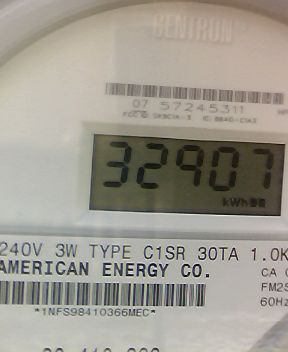 CENTRON
07 57245311
32907
kWh
240V 3W TYPE C1SR 30TA 1.0K
AMERICAN ENERGY CO.
CA
FM2S
60Hz
*1NFS98410366MEC*